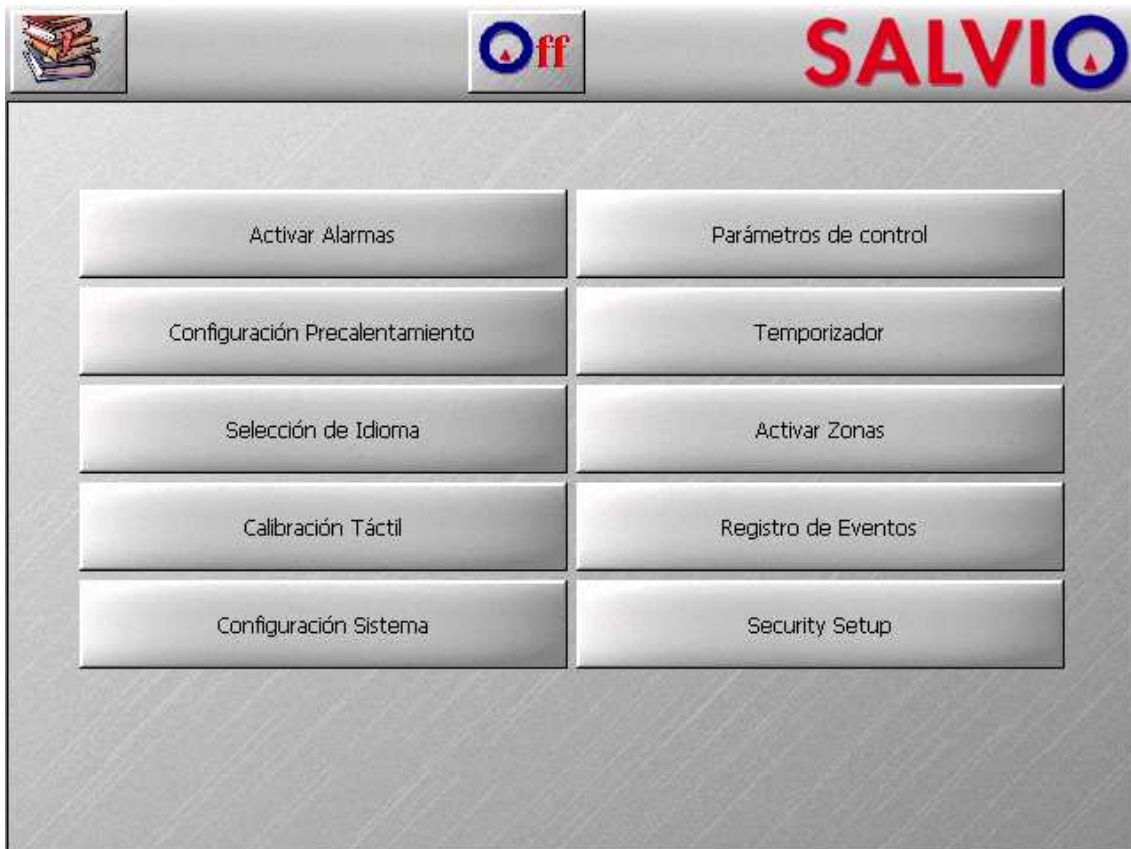 Off
SALVIO
Activar Alarmas
Parámetros de control
Configuración Precalentamiento
Temporizador
Selección de Idioma
Activar Zonas
Calibración Táctil
Registro de Eventos
Configuración Sistema
Security Setup